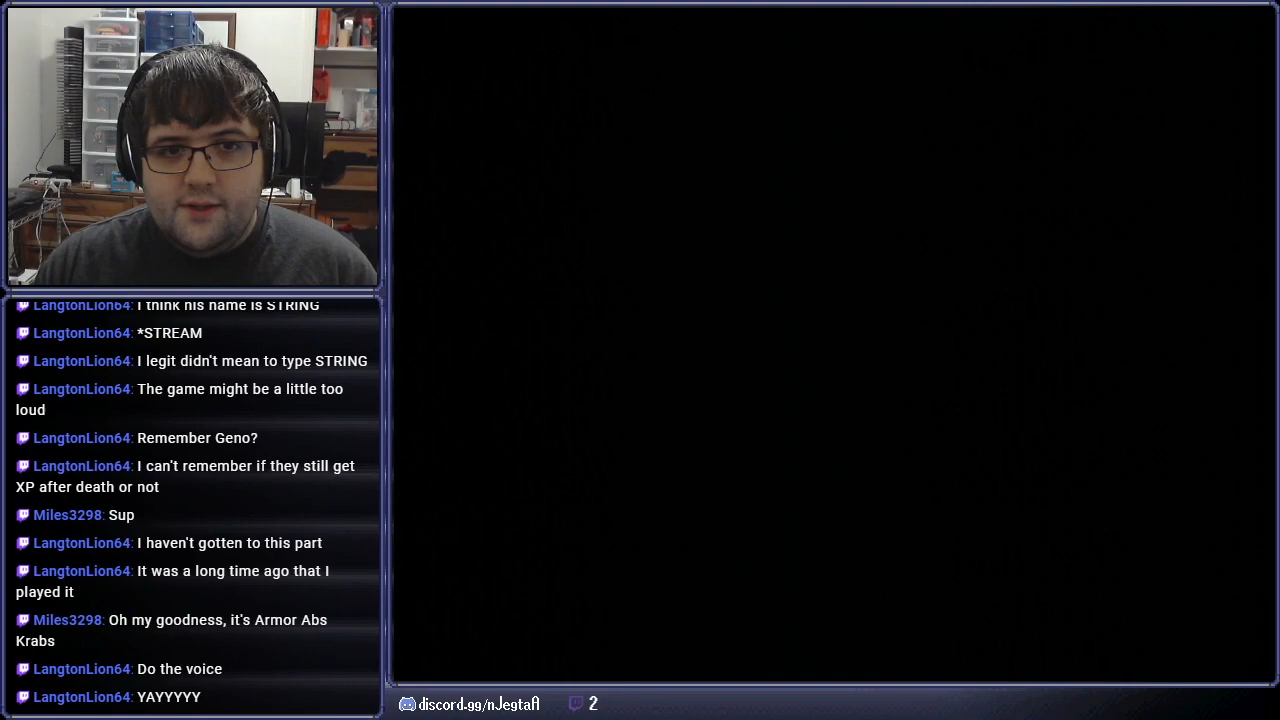 LangtonLion64: I think his name is STRING
LangtonLion64: *STREAM
LangtonLion64: I legit didn't mean to type STRING
LangtonLion64: The game might be a little too
loud
LangtonLion64: Remember Geno?
LangtonLion64: I can't remember if they still get
XP after death or not
Miles3298: Sup
LangtonLion64: I haven't gotten to this part
LangtonLion64: It was a long time ago that I
played it
Miles3298: Oh my goodness, it's Armor Abs
Krabs
LangtonLion64: Do the voice
LangtonLion64: YAYYYYY
discord.gg/nJegtaA
2